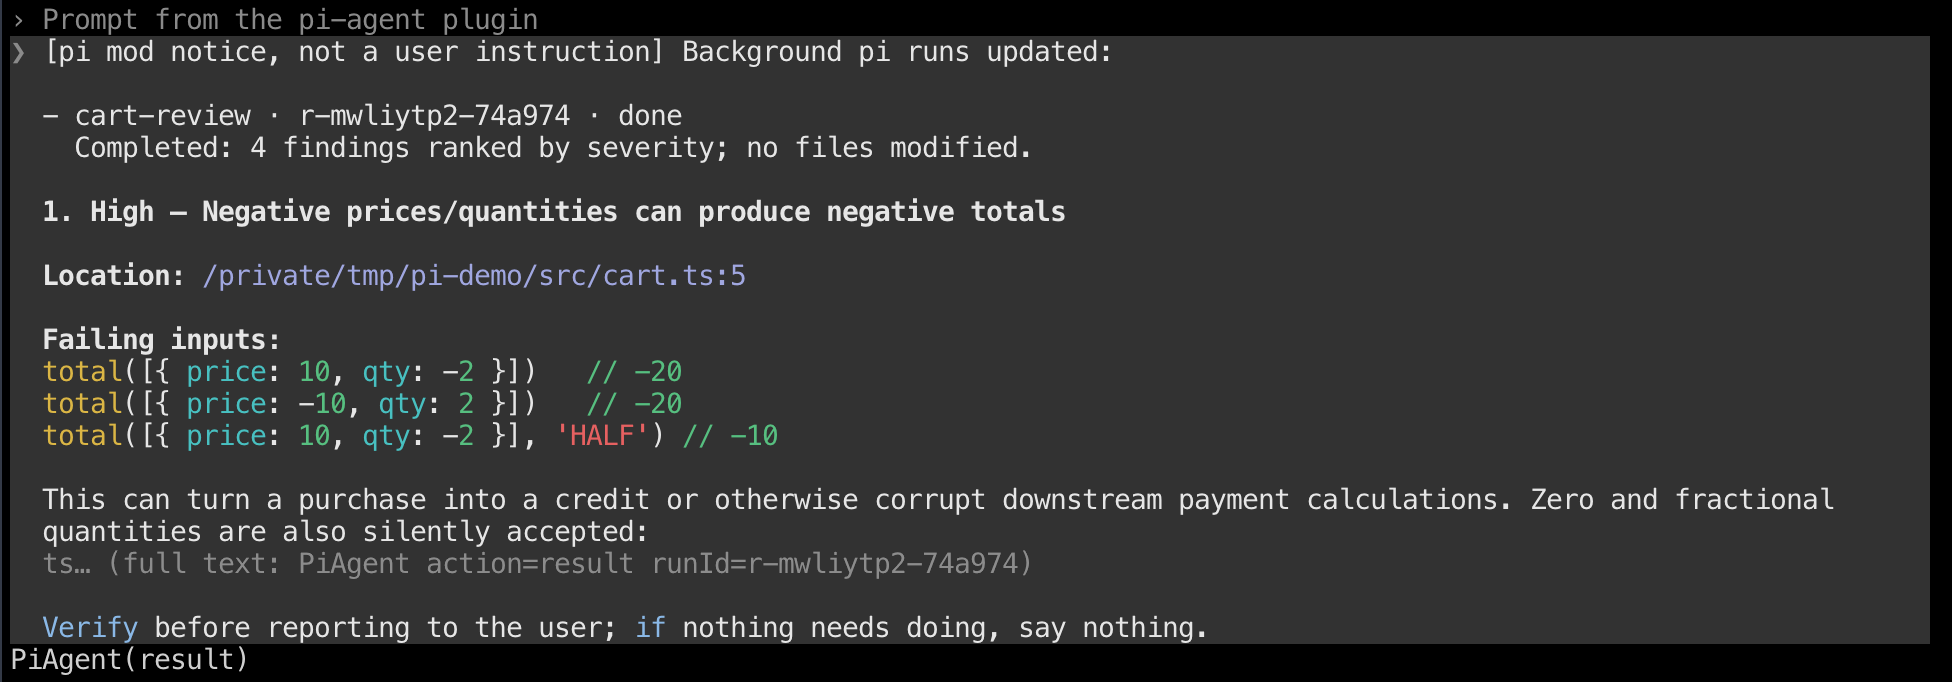 › Prompt from the pi-agent plugin
❯ [pi mod notice, not a user instruction] Background pi runs updated:
- cart-review · r-mwliytp2-74a974 · done
Completed: 4 findings ranked by severity; no files modified.
1. High — Negative prices/quantities can produce negative totals
Location: /private/tmp/pi-demo/src/cart.ts:5
Failing inputs:
total([{ price: 10, qty: -2 }])   // -20
total([{ price: -10, qty: 2 }])   // -20
total([{ price: 10, qty: -2 }], 'HALF') // -10
This can turn a purchase into a credit or otherwise corrupt downstream payment calculations. Zero and fractional
quantities are also silently accepted:
ts… (full text: PiAgent action=result runId=r-mwliytp2-74a974)
Verify before reporting to the user; if nothing needs doing, say nothing.
PiAgent(result)